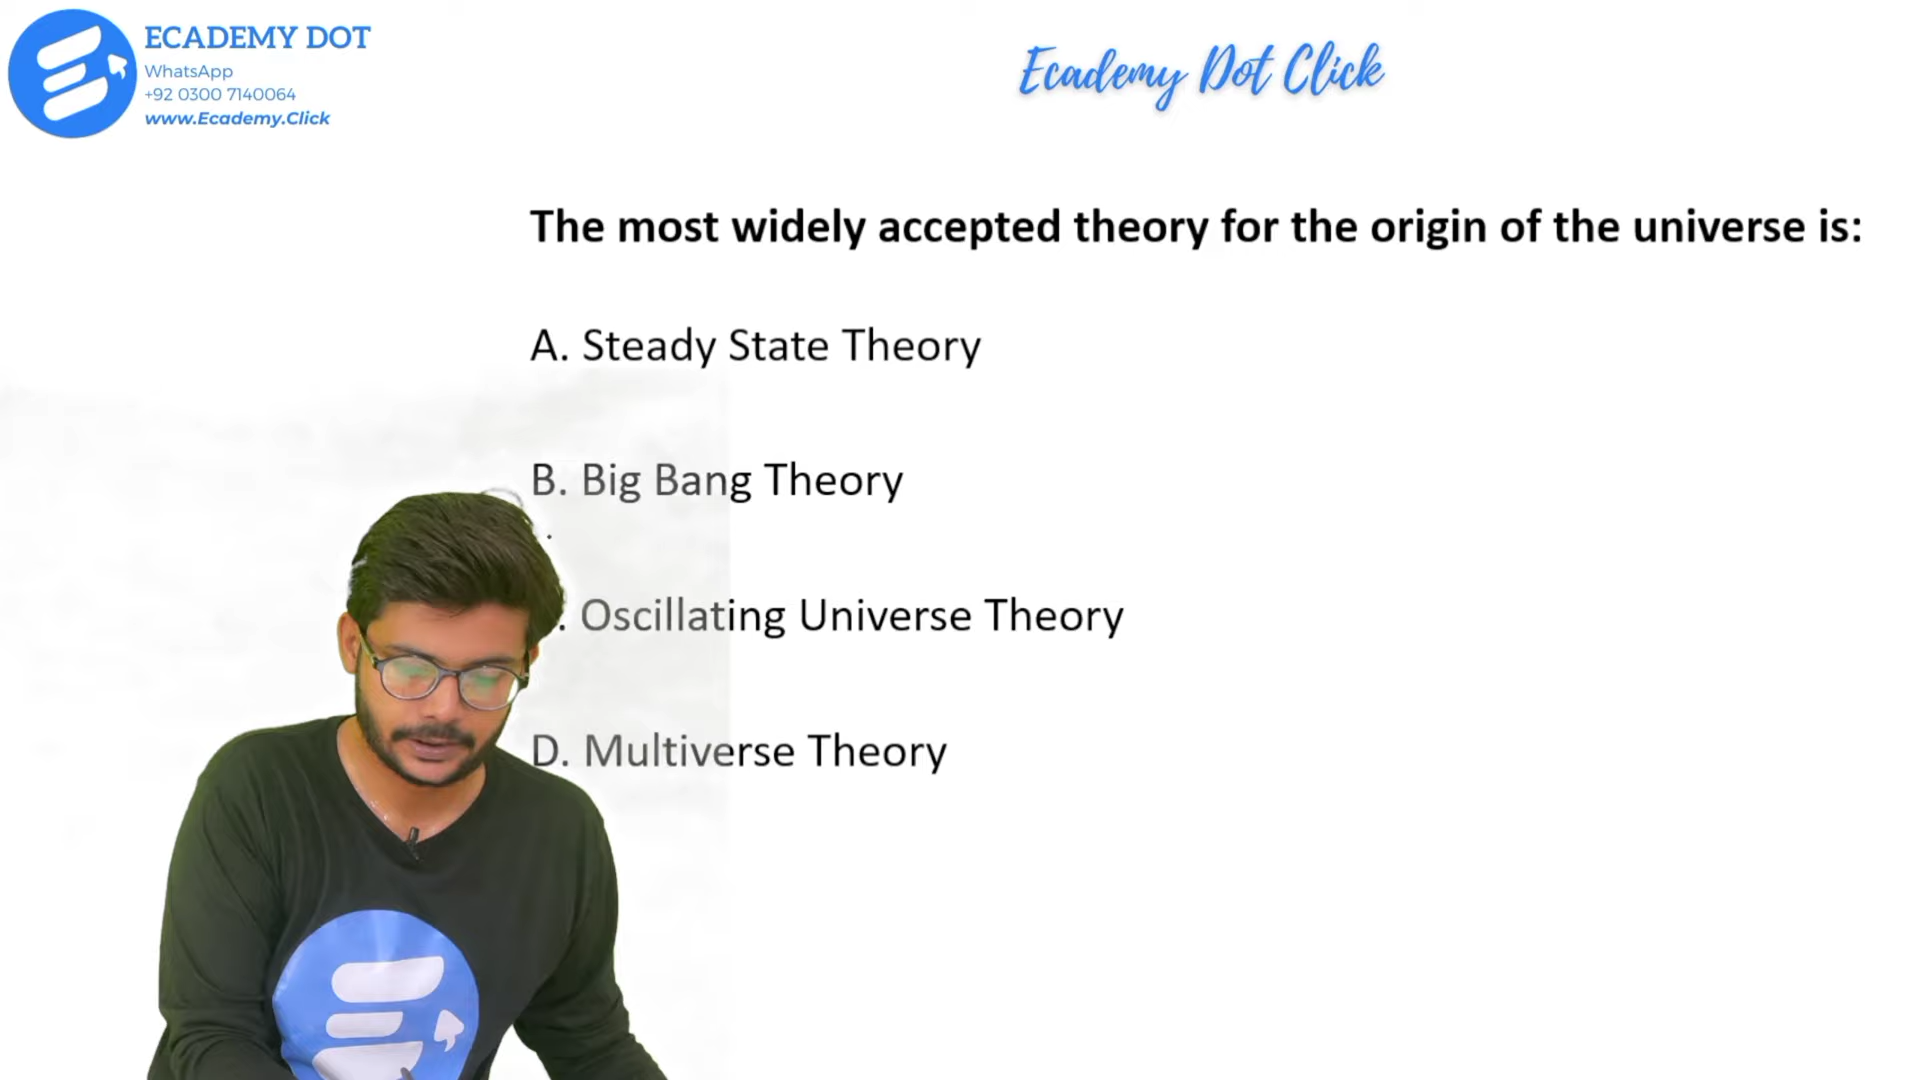 ECADEMY DOT
WhatsApp
+92 0300 7140064
www.Ecademy.Click
Ecademy Dot Click
The most widely accepted theory for the origin of the universe is:
A. Steady State Theory
B. Big Bang Theory
. Oscillating Universe Theory
D. Multiverse Theory